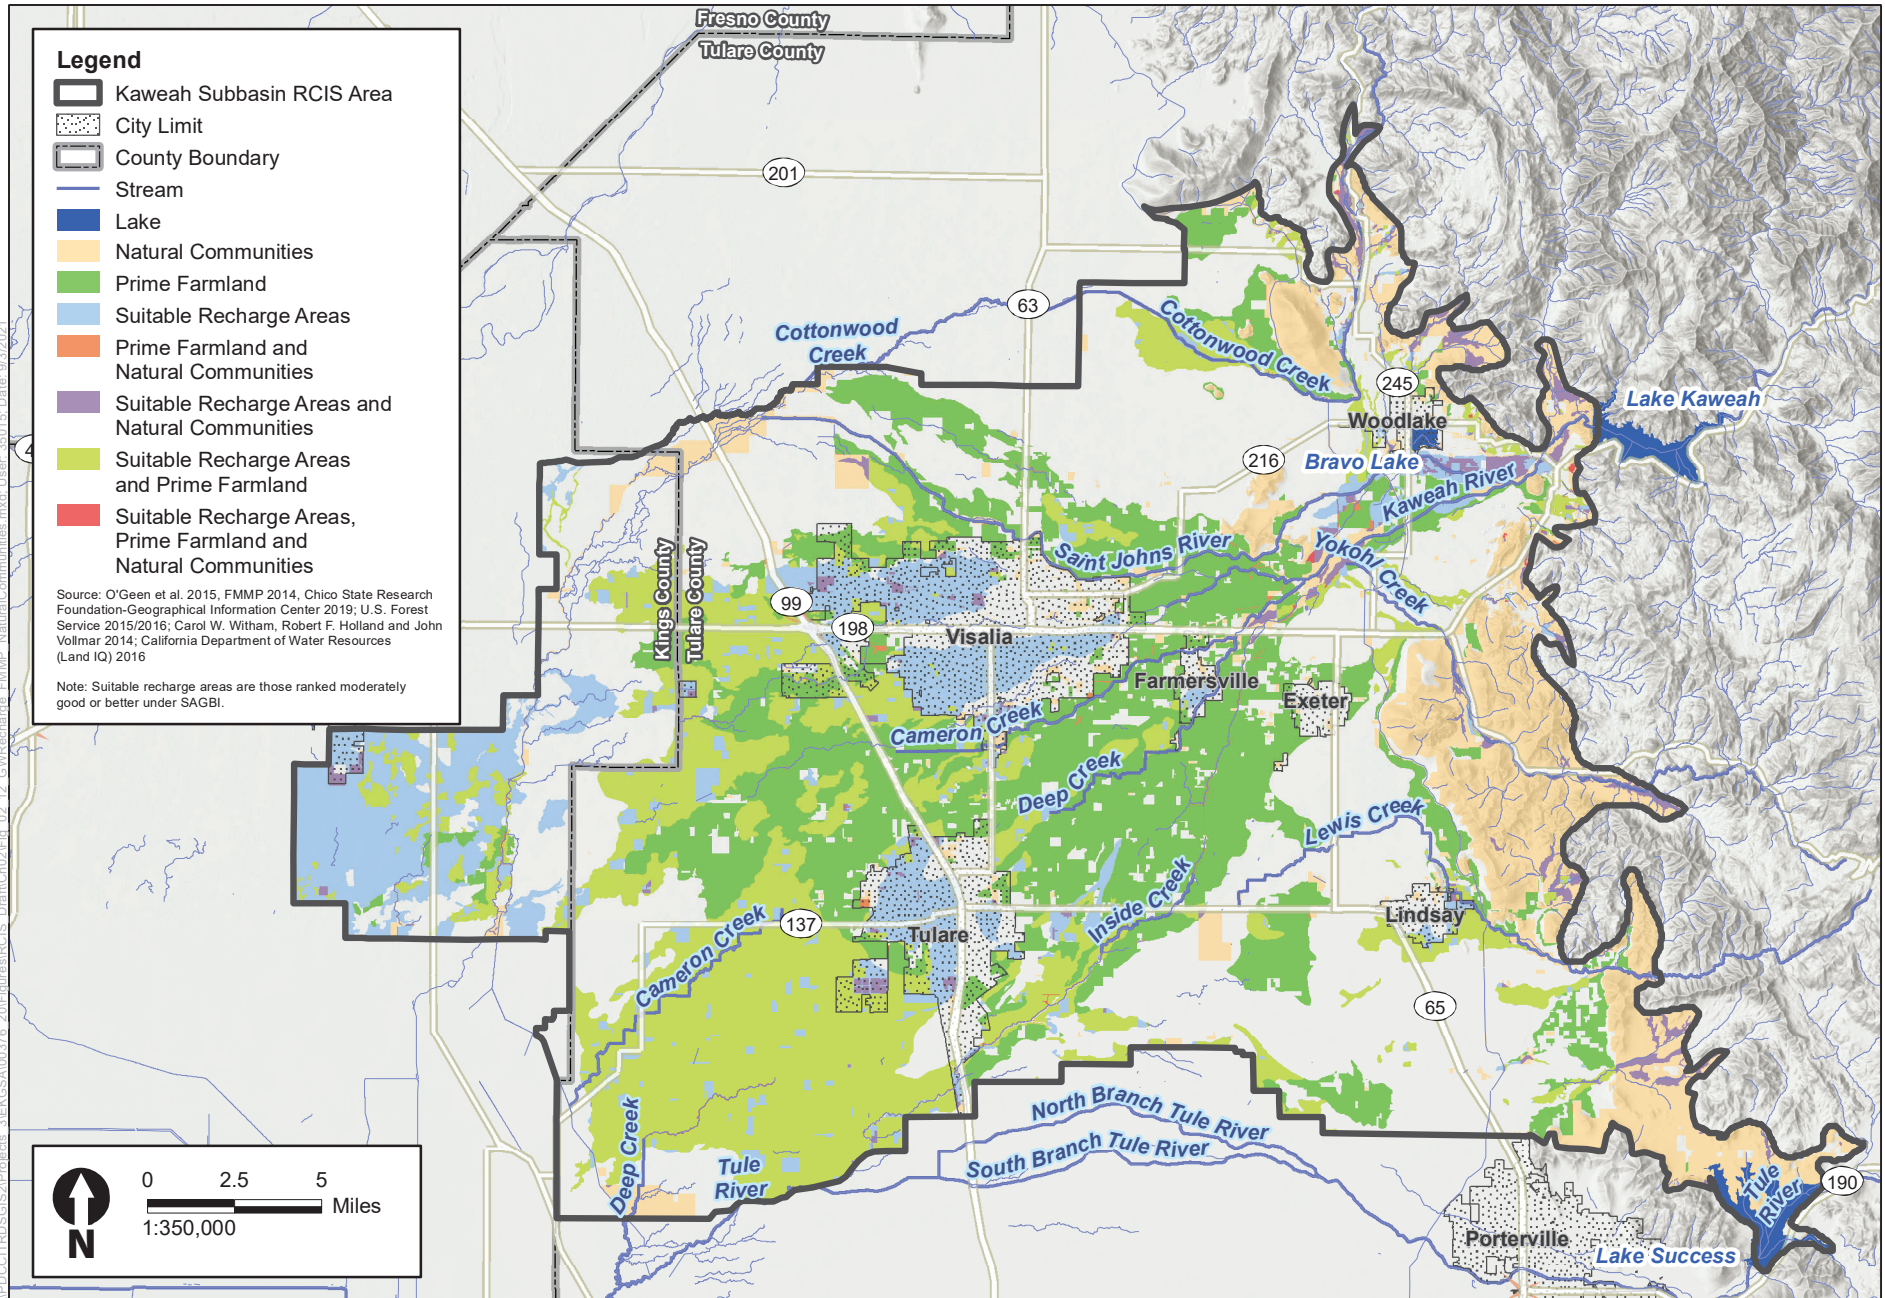 Legend
Kaweah Subbasin RCIS Area
City Limit
County Boundary
Stream
Lake
Natural Communities
Prime Farmland
Suitable Recharge Areas
Prime Farmland and
Natural Communities
Suitable Recharge Areas and
Natural Communities
Suitable Recharge Areas
and Prime Farmland
Suitable Recharge Areas,
Prime Farmland and
Natural Communities
Source: O'Geen et al. 2015, FMMP 2014, Chico State Research
Foundation-Geographical Information Center 2019; U.S. Forest
Service 2015/2016; Carol W. Witham, Robert F. Holland and John
Vollmar 2014; California Department of Water Resources
(Land IQ) 2016
Note: Suitable recharge areas are those ranked moderately
good or better under SAGBI.
Fresno County
Tulare County
201
63
Cottonwood
Creek
Cottonwood Creek
245
Woodlake
Lake Kaweah
216
Bravo Lake
Kaweah River
Saint Johns River
Yokohl Creek
Kings County
Tulare County
99
198
Visalia
Farmersville
Exeter
Cameron Creek
Deep Creek
Lewis Creek
Inside Creek
Lindsay
137
Tulare
Cameron Creek
65
Deep Creek
Tule
River
North Branch Tule River
South Branch Tule River
Tule
River
190
Porterville
Lake Success
0 2.5 5
Miles
1:350,000
N